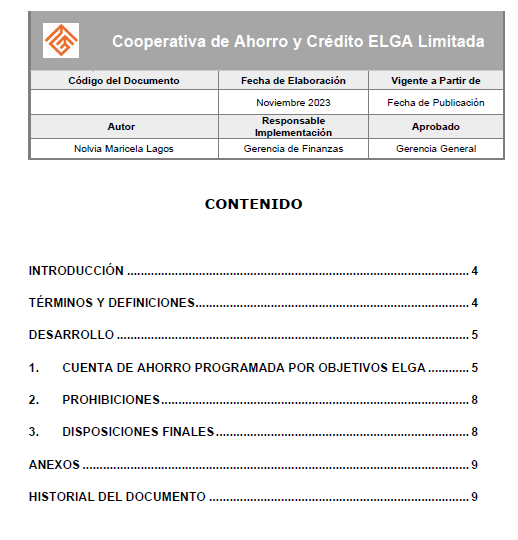 Cooperativa de Ahorro y Crédito ELGA Limitada
Código del Documento Fecha de Elaboración Vigente a Partir de
Noviembre 2023 Fecha de Publicación
Autor Responsable Implementación Aprobado
Nolvia Maricela Lagos Gerencia de Finanzas Gerencia General
CONTENIDO
INTRODUCCIÓN ........ 4
TÉRMINOS Y DEFINICIONES........ 4
DESARROLLO ........ 5
1. CUENTA DE AHORRO PROGRAMADA POR OBJETIVOS ELGA ............ 5
2. PROHIBICIONES........ 8
3. DISPOSICIONES FINALES ........ 8
ANEXOS ........ 9
HISTORIAL DEL DOCUMENTO ........ 9